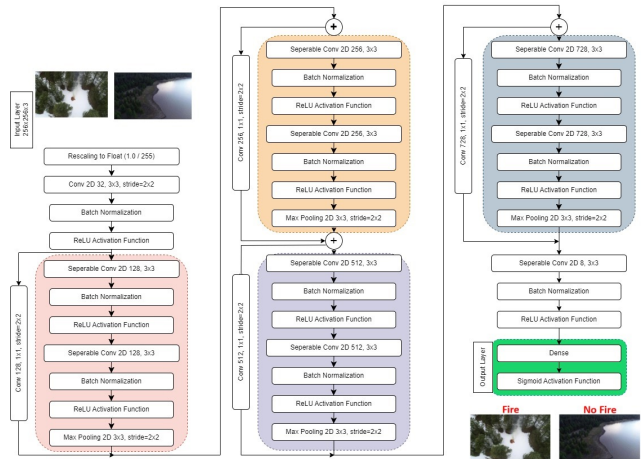 Input Layer
256x256x3
Rescaling to Float (1.0 / 255)
Conv 2D 32, 3x3, stride=2x2
Batch Normalization
ReLU Activation Function
Seperable Conv 2D 128, 3x3
Batch Normalization
ReLU Activation Function
Seperable Conv 2D 128, 3x3
Batch Normalization
ReLU Activation Function
Max Pooling 2D 3x3, stride=2x2
Conv 128, 1x1, stride=2x2
+
Seperable Conv 2D 256, 3x3
Batch Normalization
ReLU Activation Function
Seperable Conv 2D 256, 3x3
Batch Normalization
ReLU Activation Function
Max Pooling 2D 3x3, stride=2x2
Conv 256, 1x1, stride=2x2
+
Seperable Conv 2D 512, 3x3
Batch Normalization
ReLU Activation Function
Seperable Conv 2D 512, 3x3
Batch Normalization
ReLU Activation Function
Max Pooling 2D 3x3, stride=2x2
Conv 512, 1x1, stride=2x2
+
Seperable Conv 2D 728, 3x3
Batch Normalization
ReLU Activation Function
Seperable Conv 2D 728, 3x3
Batch Normalization
ReLU Activation Function
Max Pooling 2D 3x3, stride=2x2
Conv 728, 1x1, stride=2x2
Seperable Conv 2D 8, 3x3
Batch Normalization
ReLU Activation Function
Output Layer
Dense
Sigmoid Activation Function
Fire
No Fire